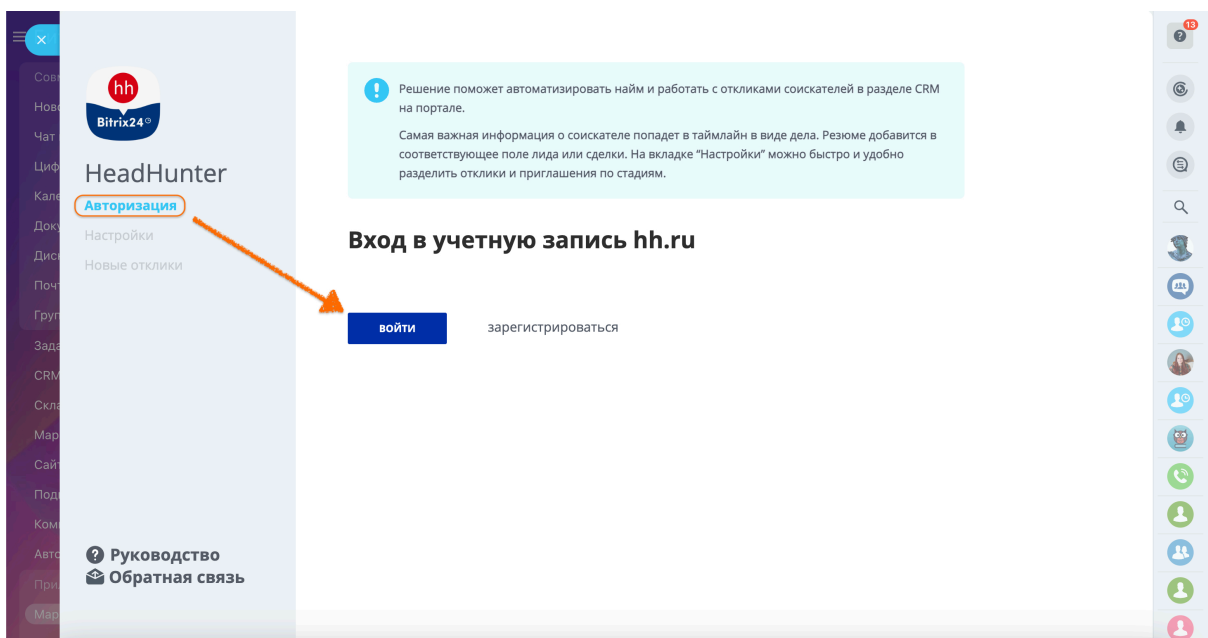 13
hh
Bitrix24
HeadHunter
Авторизация
Настройки
Новые отклики
Решение поможет автоматизировать найм и работать с откликами соискателей в разделе CRM
на портале.
Самая важная информация о соискателе попадет в таймлайн в виде дела. Резюме добавится в
соответствующее поле лида или сделки. На вкладке “Настройки” можно быстро и удобно
разделить отклики и приглашения по стадиям.
Вход в учетную запись hh.ru
ВОЙТИ
зарегистрироваться
Руководство
Обратная связь
Чат
CRM